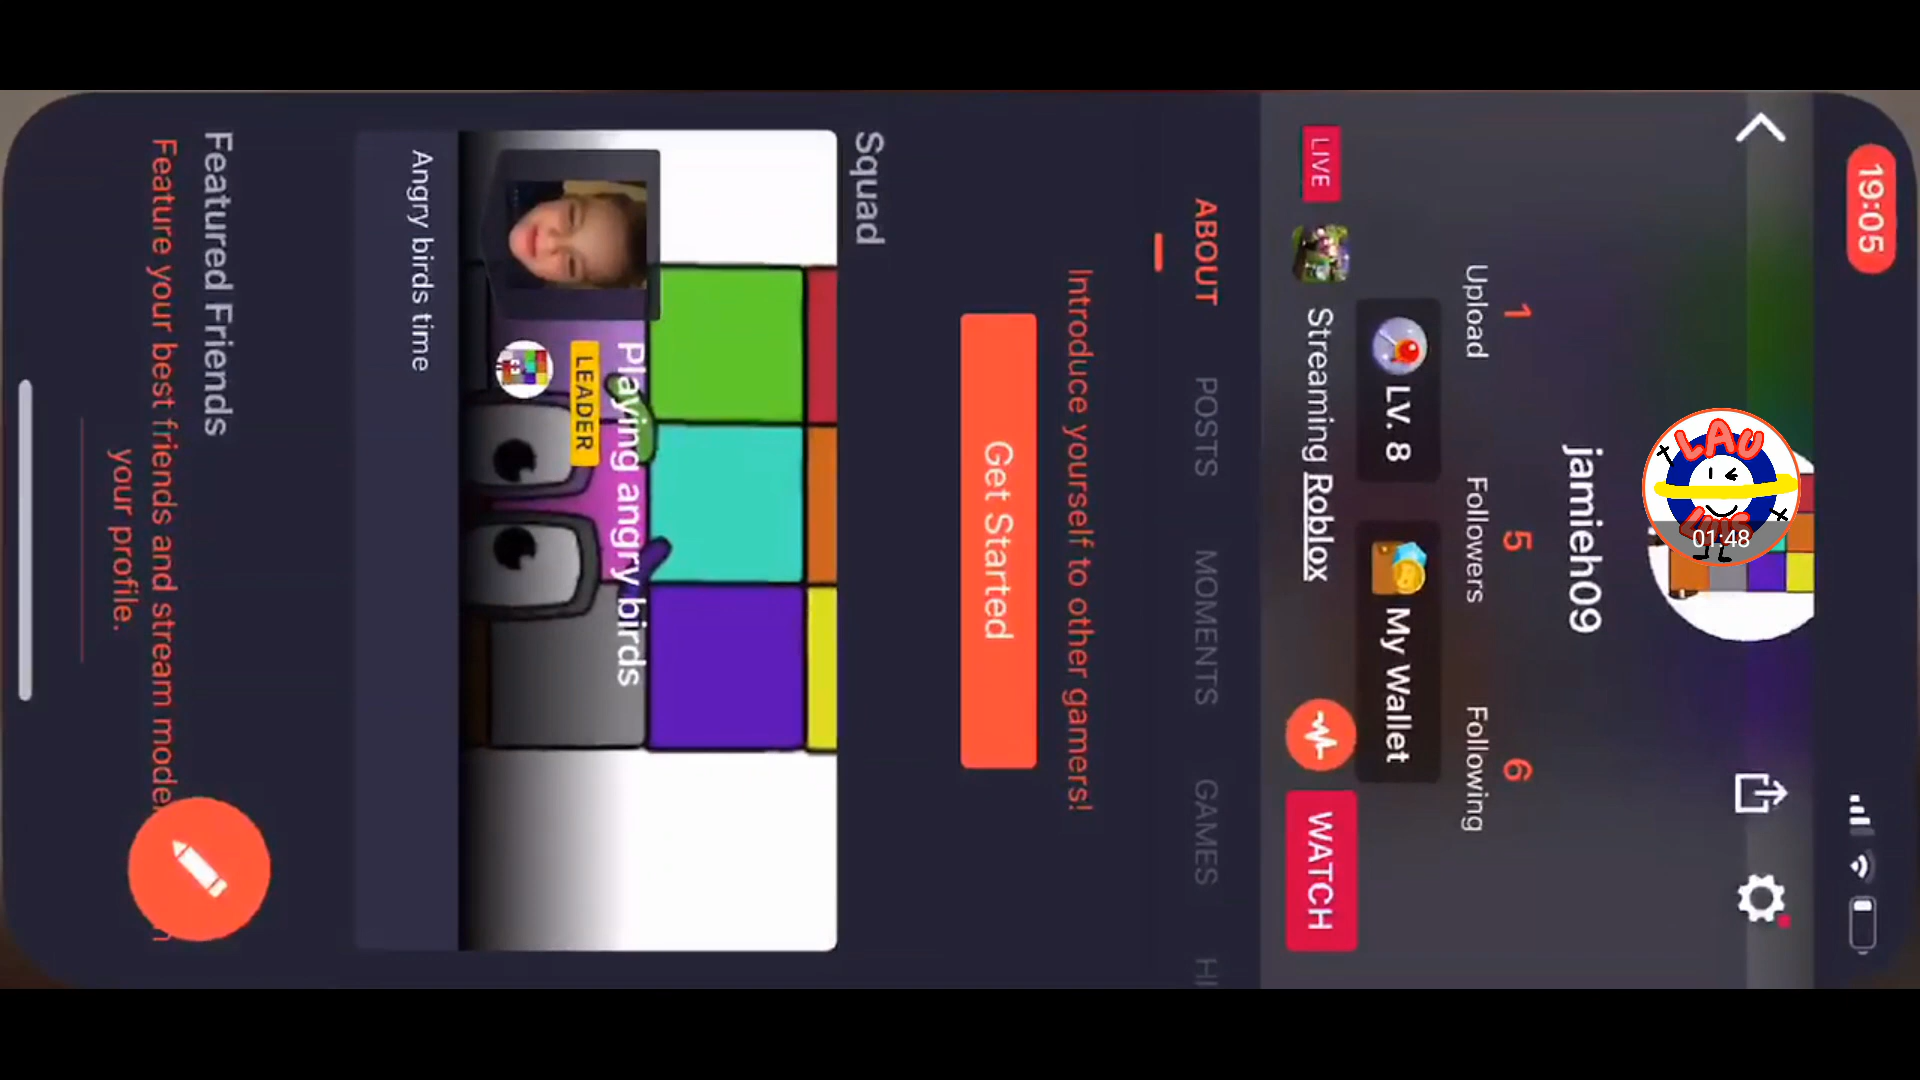 19:05
LAU
LUIS
01:48
jamieh09
1 5 6
Upload Followers Following
LV. 8 My Wallet
LIVE Streaming Roblox WATCH
ABOUT POSTS MOMENTS GAMES HI
Introduce yourself to other gamers!
Get Started
Squad
Playing angry birds
LEADER
Angry birds time
Featured Friends
Feature your best friends and stream mode
your profile.